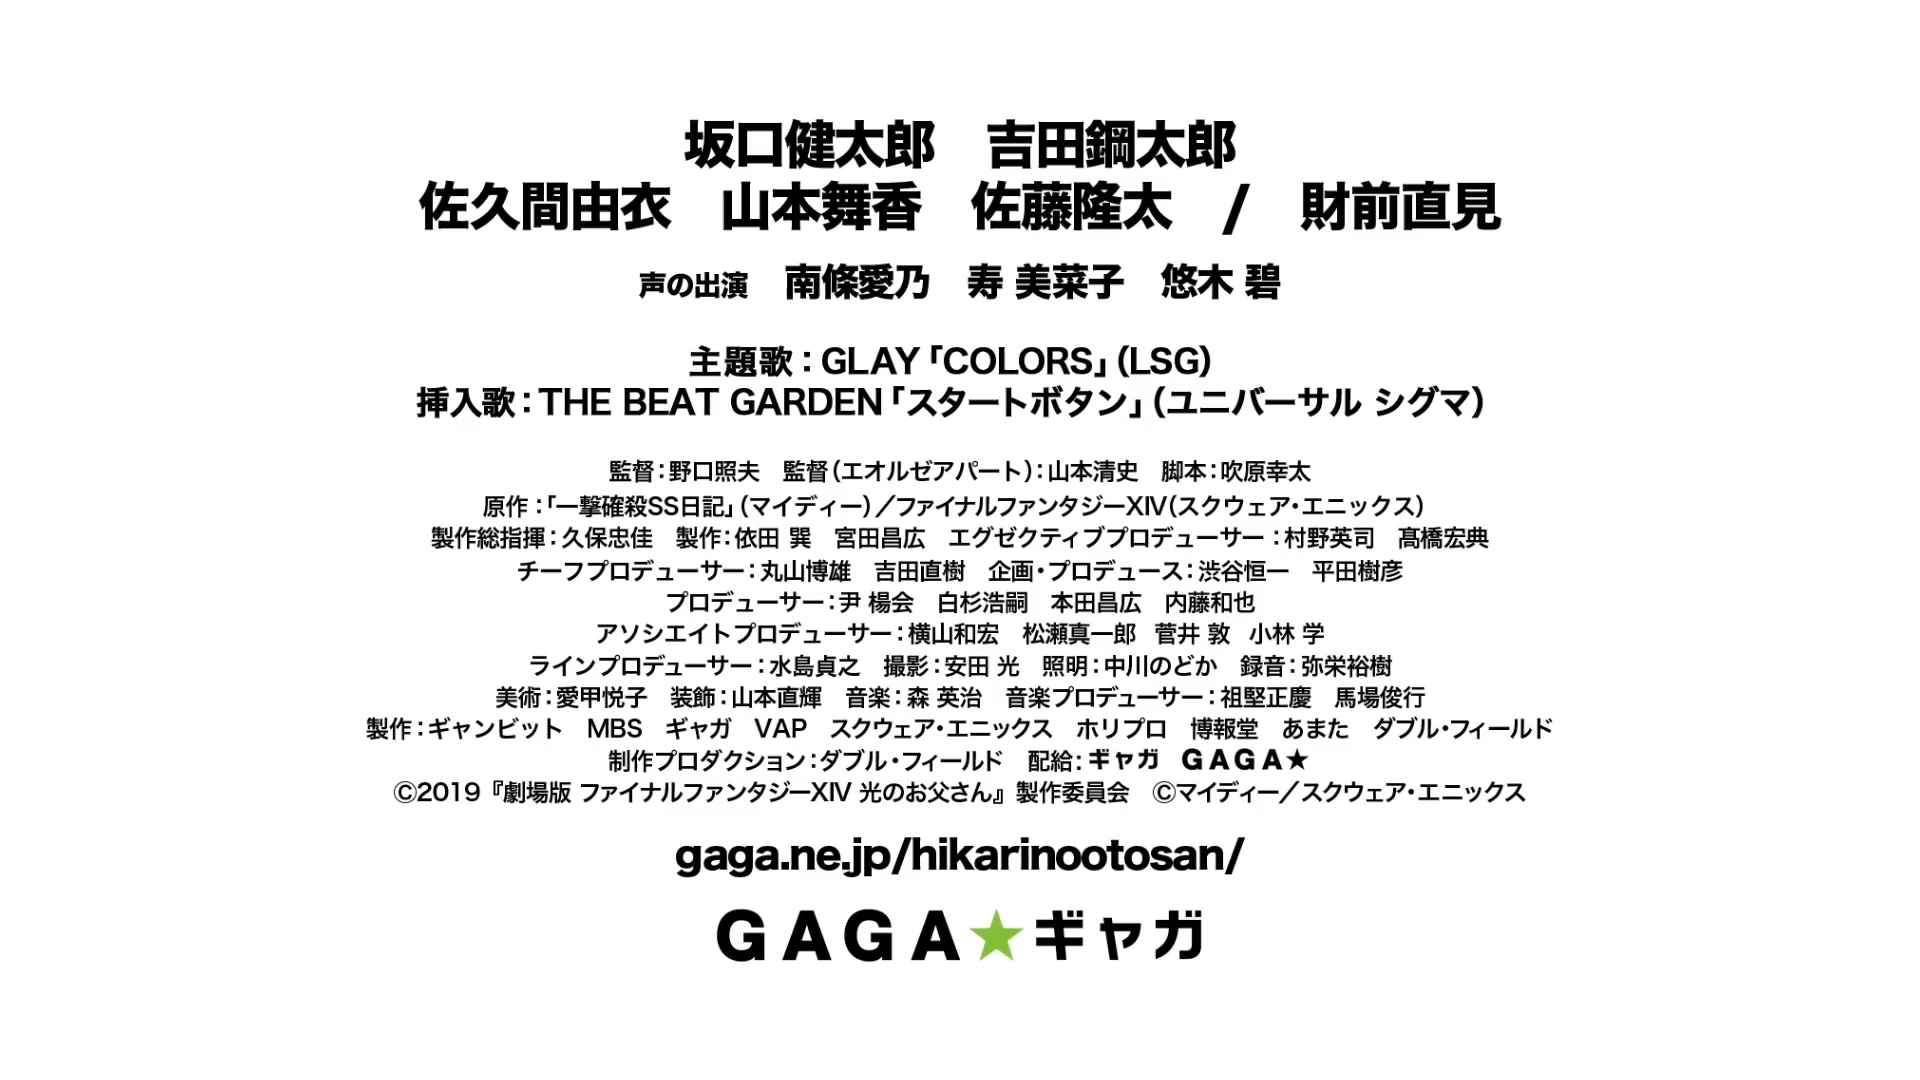 坂口健太郎　吉田鋼太郎
佐久間由衣　山本舞香　佐藤隆太　/　財前直見
声の出演　南條愛乃　寿 美菜子　悠木 碧
主題歌：GLAY「COLORS」（LSG）
挿入歌：THE BEAT GARDEN「スタートボタン」（ユニバーサル シグマ）
監督：野口照夫　監督（エオルゼアパート）：山本清史　脚本：吹原幸太
原作：「一撃確殺SS日記」（マイディー）／ファイナルファンタジーXIV（スクウェア・エニックス）
製作総指揮：久保忠佳　製作：依田 巽　宮田昌広　エグゼクティブプロデューサー：村野英司　髙橋宏典
チーフプロデューサー：丸山博雄　吉田直樹　企画・プロデュース：渋谷恒一　平田樹彦
プロデューサー：尹 楊会　白杉浩嗣　本田昌広　内藤和也
アソシエイトプロデューサー：横山和宏　松瀬真一郎　菅井 敦　小林 学
ラインプロデューサー：水島貞之　撮影：安田 光　照明：中川のどか　録音：弥栄裕樹
美術：愛甲悦子　装飾：山本直輝　音楽：森 英治　音楽プロデューサー：祖堅正慶　馬場俊行
製作：ギャンビット　MBS　ギャガ　VAP　スクウェア・エニックス　ホリプロ　博報堂　あまた　ダブル・フィールド
制作プロダクション：ダブル・フィールド　配給：ギャガ　GAGA★
Ⓒ2019『劇場版 ファイナルファンタジーXIV 光のお父さん』製作委員会　Ⓒマイディー／スクウェア・エニックス
gaga.ne.jp/hikarinootosan/
GAGA★ギャガ